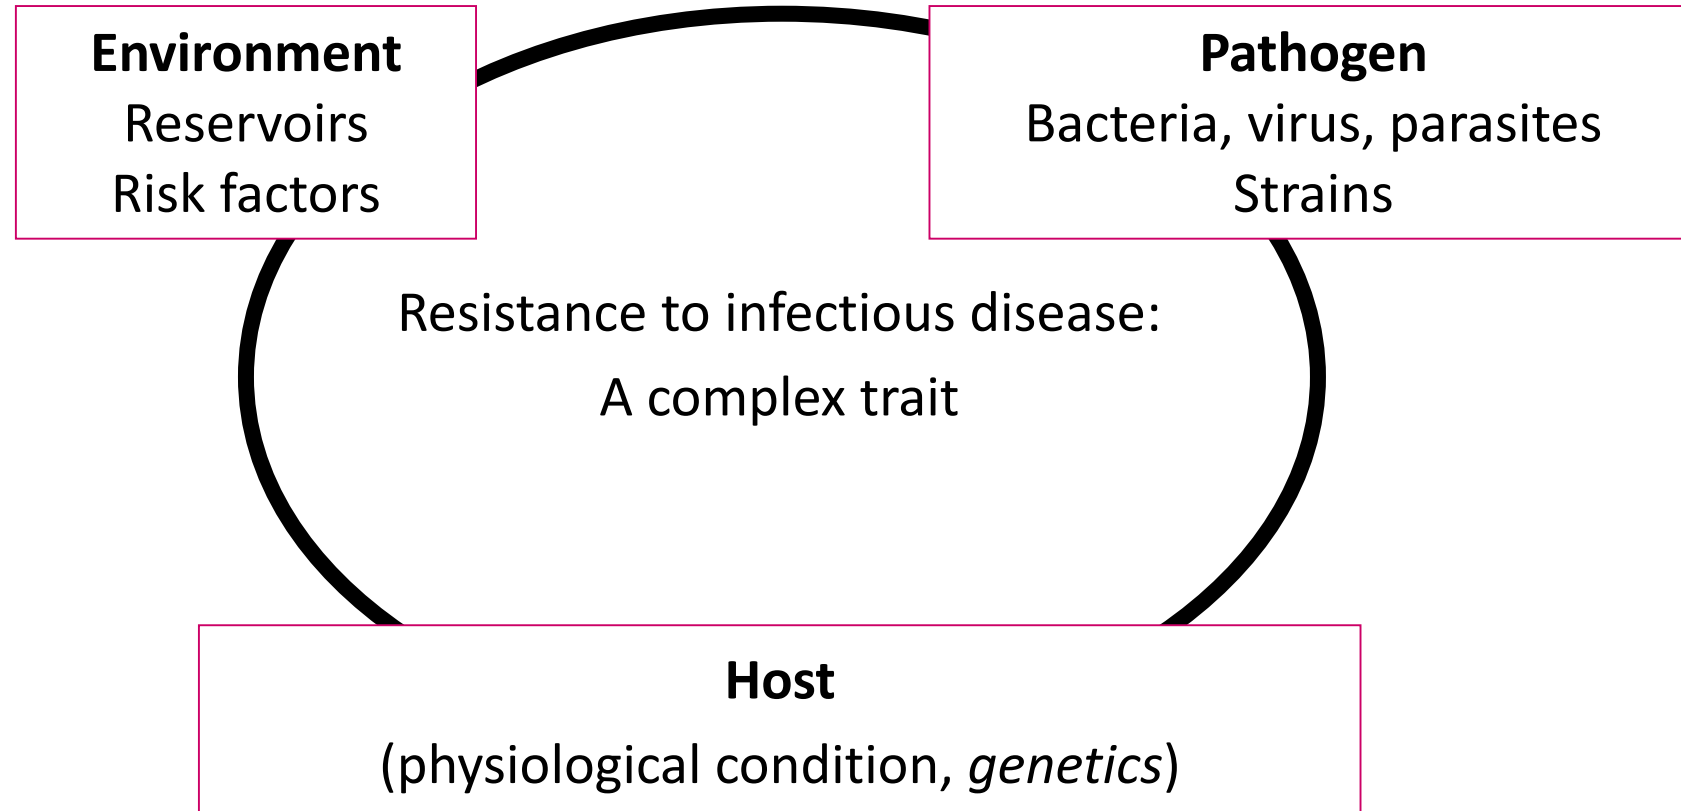 Environment
Reservoirs
Risk factors
Pathogen
Bacteria, virus, parasites
Strains
Resistance to infectious disease:
A complex trait
Host
(physiological condition, genetics)